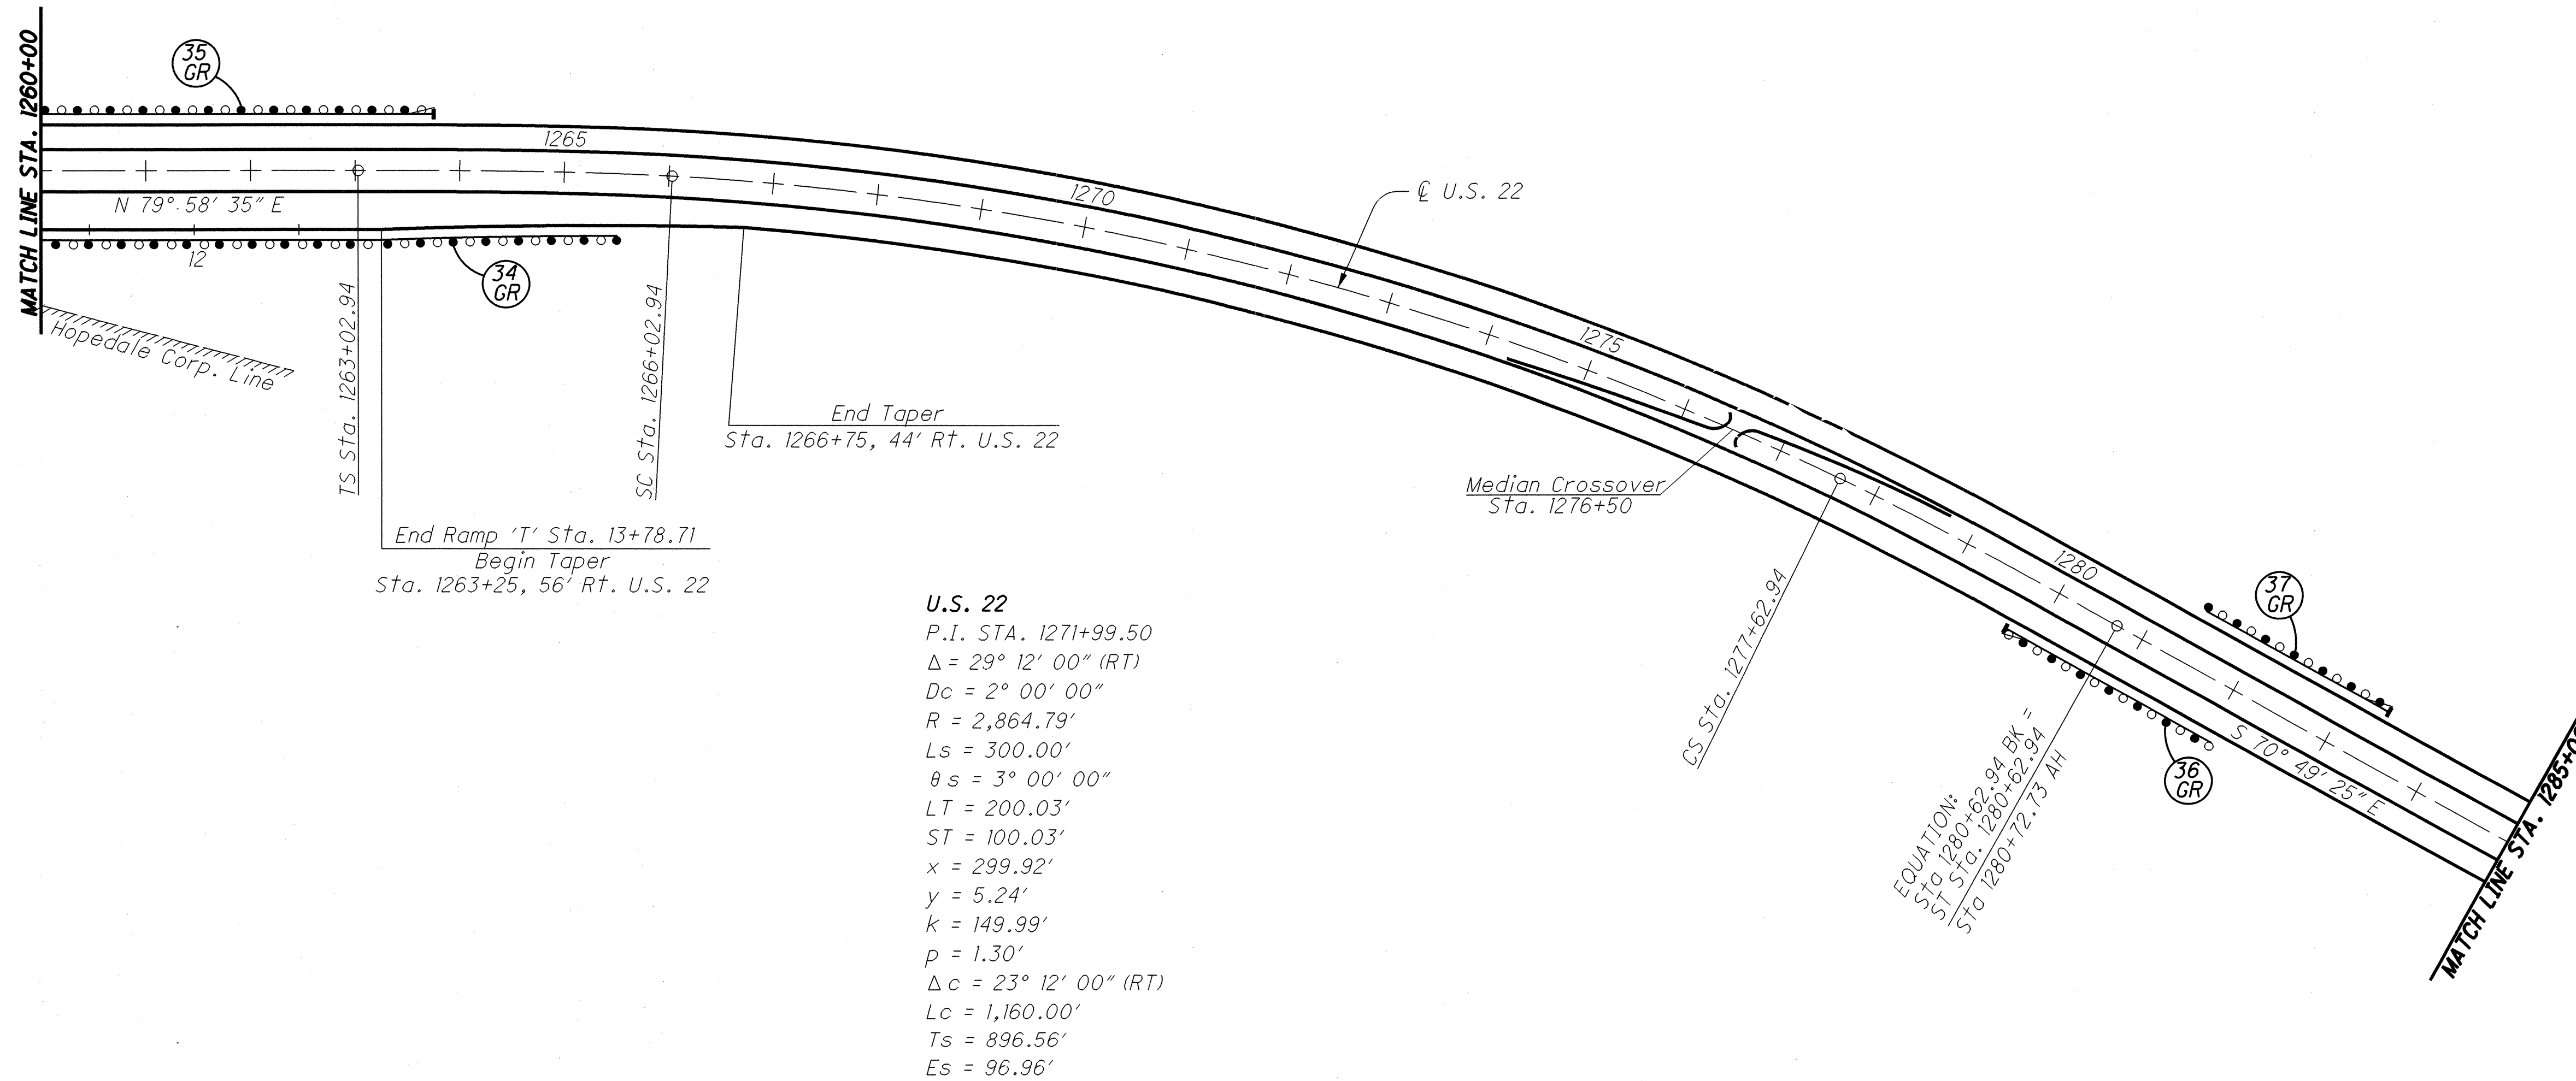 MATCH LINE STA. 1260+00
35
GR
1265
N 79° 58' 35" E
12
34
GR
Hopedale Corp. Line
TS Sta. 1263+02.94
SC Sta. 1266+02.94
End Taper
Sta. 1266+75, 44' Rt. U.S. 22
End Ramp 'T' Sta. 13+78.71
Begin Taper
Sta. 1263+25, 56' Rt. U.S. 22
1270
℄ U.S. 22
1275
Median Crossover
Sta. 1276+50
CS Sta. 1277+62.94
1280
37
GR
36
GR
S 70° 49' 25" E
EQUATION:
Sta 1280+62.94 BK =
ST Sta. 1280+62.94
Sta 1280+72.73 AH
MATCH LINE STA. 1285+0
U.S. 22
P.I. STA. 1271+99.50
Δ = 29° 12' 00" (RT)
Dc = 2° 00' 00"
R = 2,864.79'
Ls = 300.00'
θs = 3° 00' 00"
LT = 200.03'
ST = 100.03'
x = 299.92'
y = 5.24'
k = 149.99'
p = 1.30'
Δc = 23° 12' 00" (RT)
Lc = 1,160.00'
Ts = 896.56'
Es = 96.96'